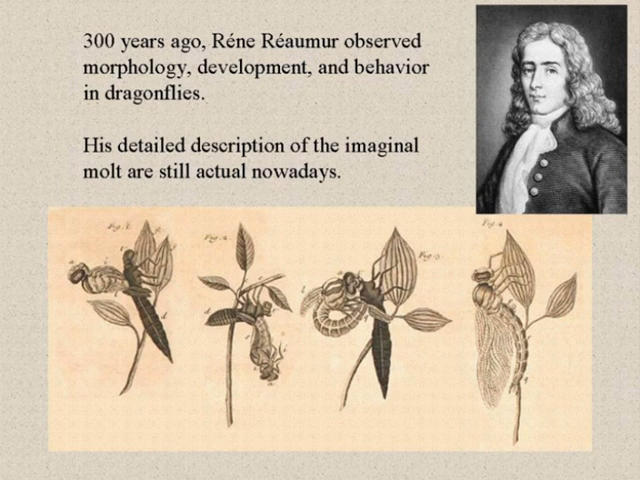 300 years ago, Réne Réaumur observed
morphology, development, and behavior
in dragonflies.
His detailed description of the imaginal
molt are still actual nowadays.